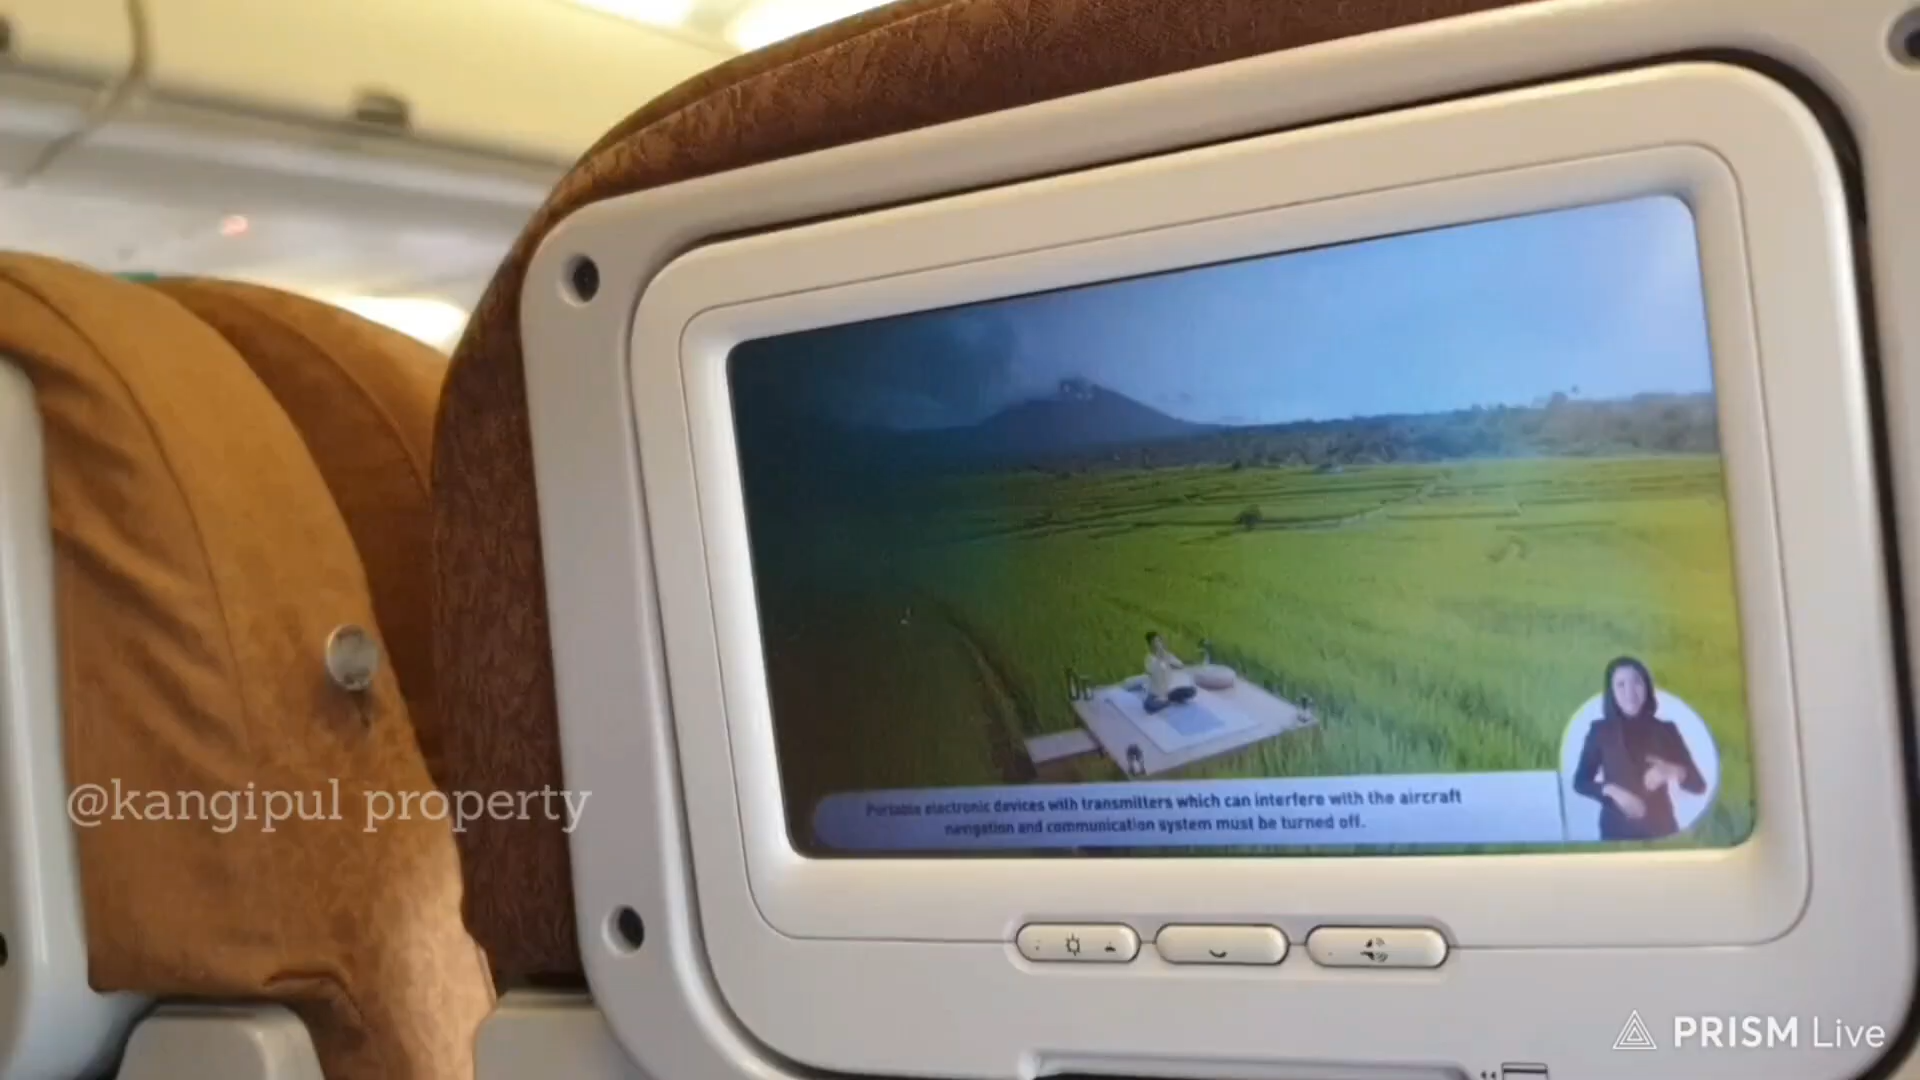 Portable electronic devices with transmitters which can interfere with the aircraft
navigation and communication system must be turned off.
@kangipul property
PRISM Live